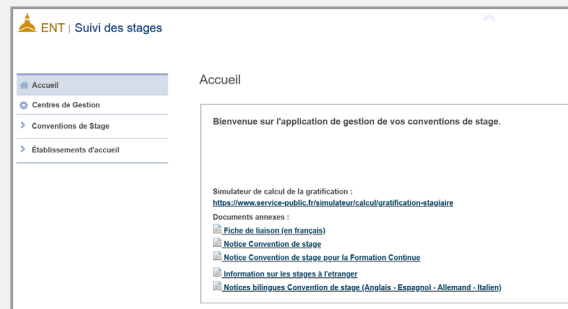 ENT | Suivi des stages
Accueil
Centres de Gestion
Conventions de Stage
Établissements d'accueil
Accueil
Bienvenue sur l'application de gestion de vos conventions de stage.
Simulateur de calcul de la gratification :
https://www.service-public.fr/simulateur/calcul/gratification-stagiaire
Documents annexes :
Fiche de liaison (en français)
Notice Convention de stage
Notice Convention de stage pour la Formation Continue
Information sur les stages à l'etranger
Notices bilingues Convention de stage (Anglais - Espagnol - Allemand - Italien)